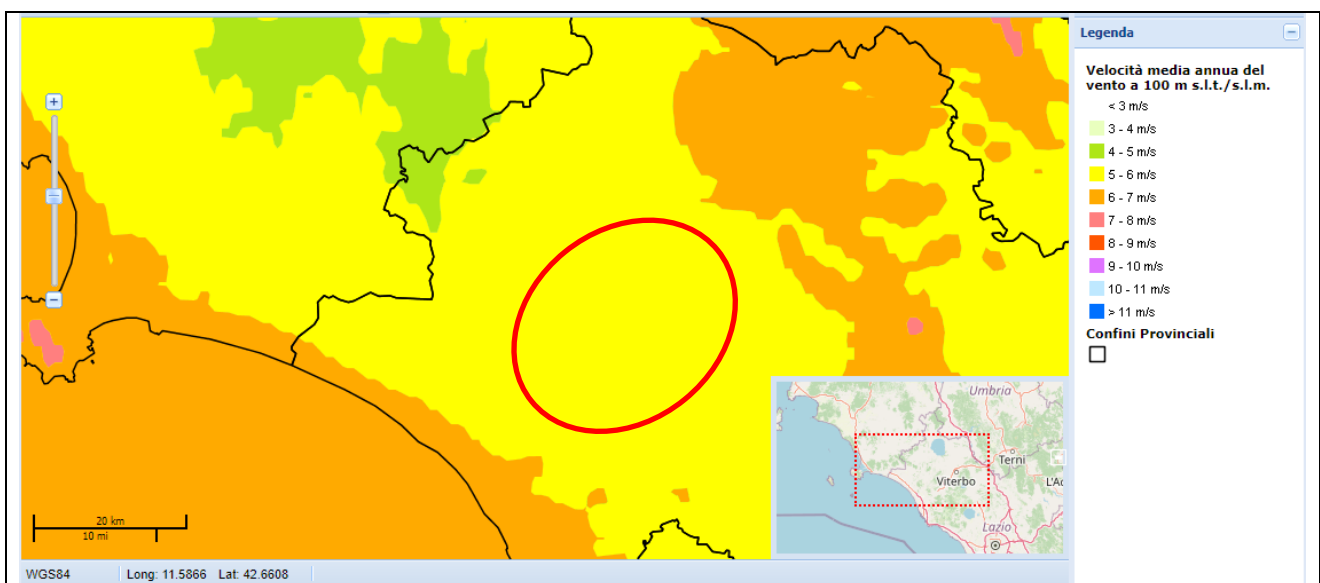 Legenda
Velocità media annua del
vento a 100 m s.l.t./s.l.m.
< 3 m/s
3 - 4 m/s
4 - 5 m/s
5 - 6 m/s
6 - 7 m/s
7 - 8 m/s
8 - 9 m/s
9 - 10 m/s
10 - 11 m/s
> 11 m/s
Confini Provinciali
Umbria
Terni
Viterbo
L'Ac
Lazio
20 km
10 mi
WGS84 Long: 11.5866 Lat: 42.6608